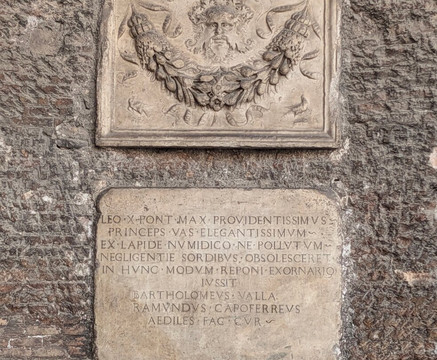 LEO · X · PONT · MAX · PROVIDENTISSIMVS
PRINCEPS · VAS · ELEGANTISSIMVM
EX · LAPIDE · NVMIDICO · NE · POLLVTVM
NEGLIGENTIE · SORDIBVS · OBSOLESCERET
IN · HVNC · MODVM · REPONI · EXORNARIQ
IVSSIT
BARTHOLOMEVS · VALLA
RAMVNDVS · CAPOFERREVS
AEDILES · FAC · CVR